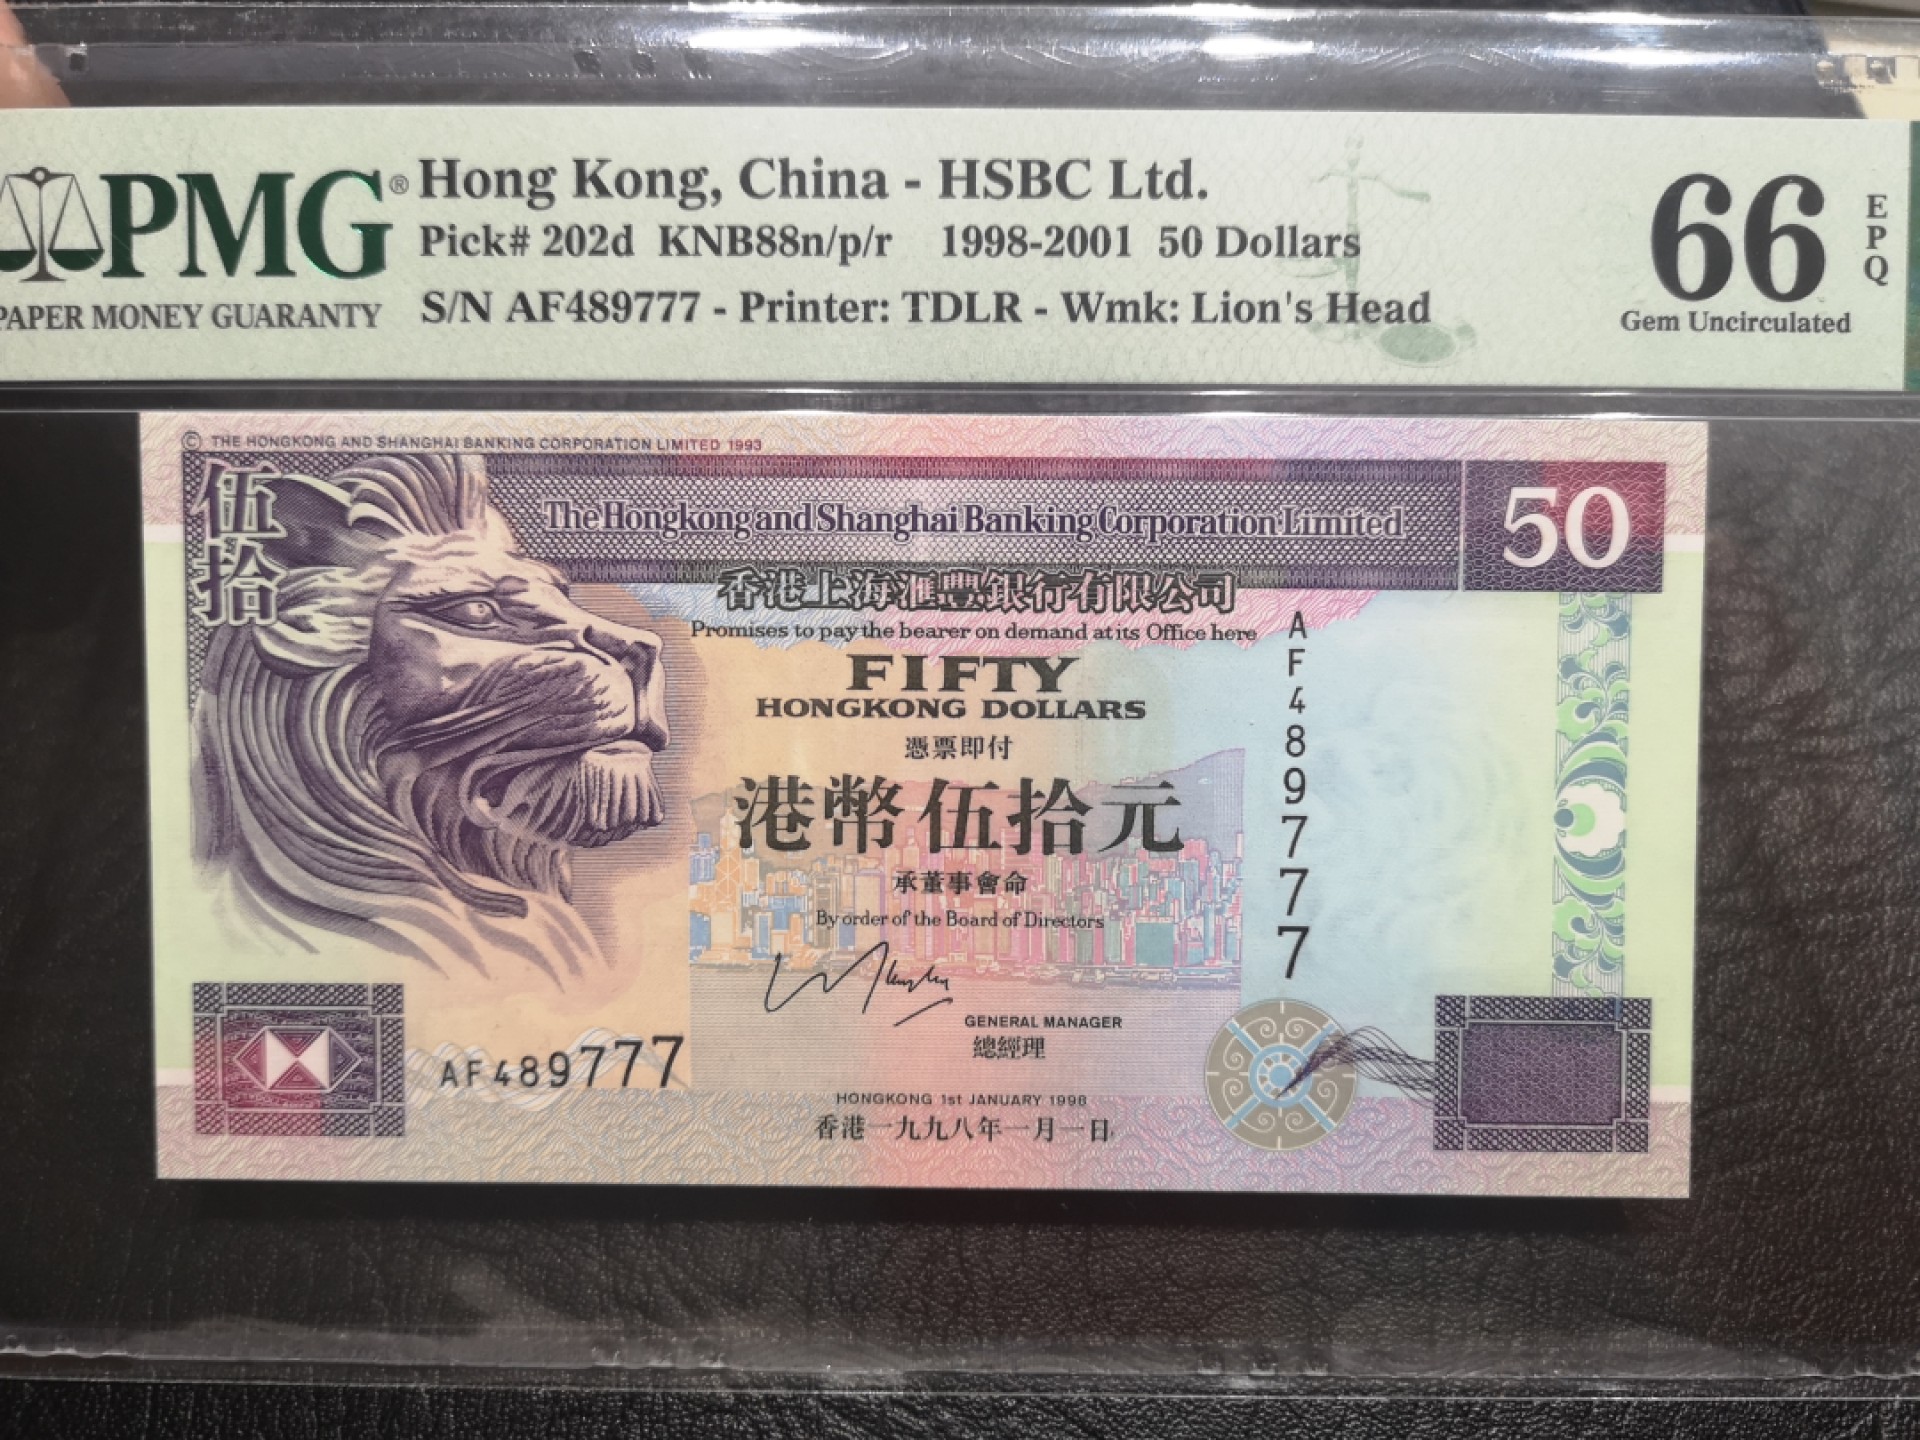 PMG®
PAPER MONEY GUARANTY
Hong Kong, China - HSBC Ltd.
Pick# 202d KNB88n/p/r 1998-2001 50 Dollars
S/N AF489777 - Printer: TDLR - Wmk: Lion's Head
66
EPQ
Gem Uncirculated
© THE HONGKONG AND SHANGHAI BANKING CORPORATION LIMITED 1993
伍拾
The Hongkong and Shanghai Banking Corporation Limited
50
香港上海滙豐銀行有限公司
Promises to pay the bearer on demand at its Office here
FIFTY
HONGKONG DOLLARS
憑票即付
港幣伍拾元
承董事會命
By order of the Board of Directors
AF489777
GENERAL MANAGER
總經理
AF489777
HONGKONG 1st JANUARY 1998
香港一九九八年一月一日